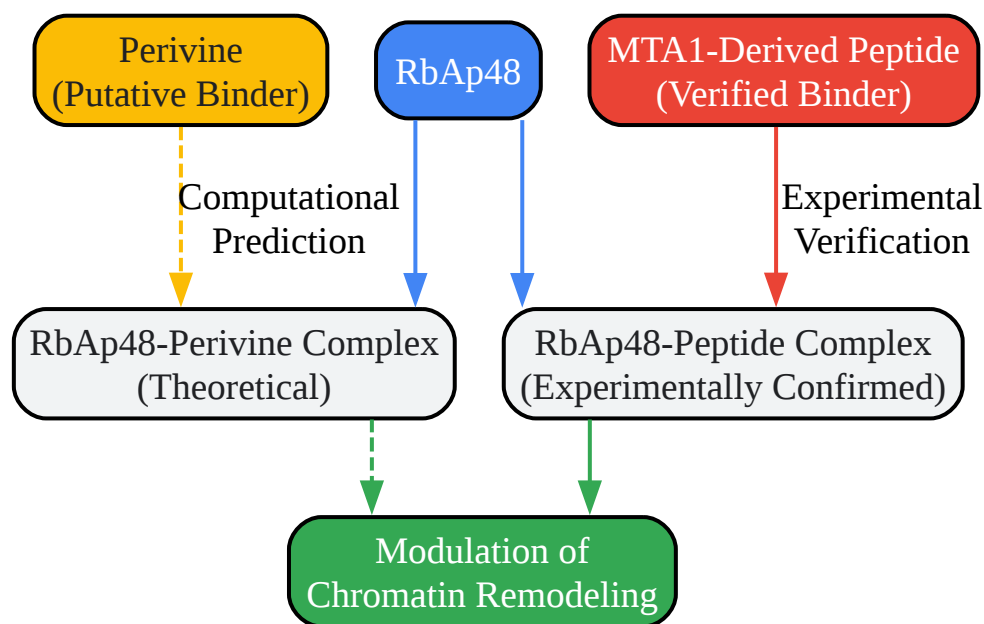 Perivine
(Putative Binder)
RbAp48
MTA1-Derived Peptide
(Verified Binder)
Computational
Prediction
Experimental
Verification
RbAp48-Perivine Complex
(Theoretical)
RbAp48-Peptide Complex
(Experimentally Confirmed)
Modulation of
Chromatin Remodeling